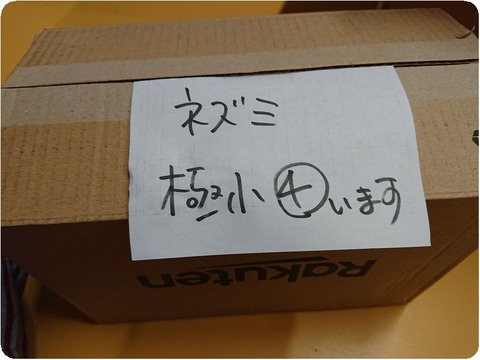 ネズミ
極小④います
Rakuten